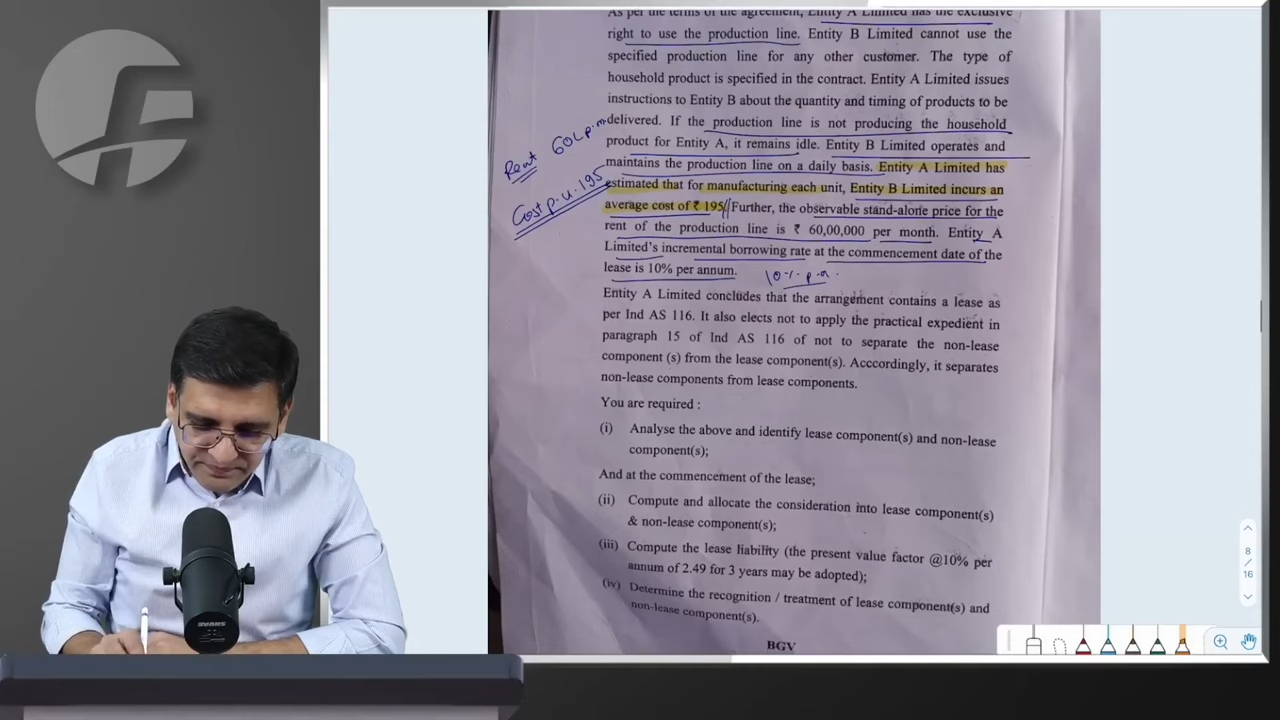 As per the terms of the agreement, Entity A Limited has the exclusive
right to use the production line. Entity B Limited cannot use the
specified production line for any other customer. The type of
household product is specified in the contract. Entity A Limited issues
instructions to Entity B about the quantity and timing of products to be
delivered. If the production line is not producing the household
product for Entity A, it remains idle. Entity B Limited operates and
maintains the production line on a daily basis. Entity A Limited has
estimated that for manufacturing each unit, Entity B Limited incurs an
average cost of ₹ 195. Further, the observable stand-alone price for the
rent of the production line is ₹ 60,00,000 per month. Entity A
Limited's incremental borrowing rate at the commencement date of the
lease is 10% per annum.
Rent 60L p.m
Cost p.u. 195
10% p.a.
Entity A Limited concludes that the arrangement contains a lease as
per Ind AS 116. It also elects not to apply the practical expedient in
paragraph 15 of Ind AS 116 of not to separate the non-lease
component (s) from the lease component(s). Acccordingly, it separates
non-lease components from lease components.
You are required :
(i) Analyse the above and identify lease component(s) and non-lease
component(s);
And at the commencement of the lease;
(ii) Compute and allocate the consideration into lease component(s)
& non-lease component(s);
(iii) Compute the lease liability (the present value factor @10% per
annum of 2.49 for 3 years may be adopted);
(iv) Determine the recognition / treatment of lease component(s) and
non-lease component(s).
BGV
8
/
16